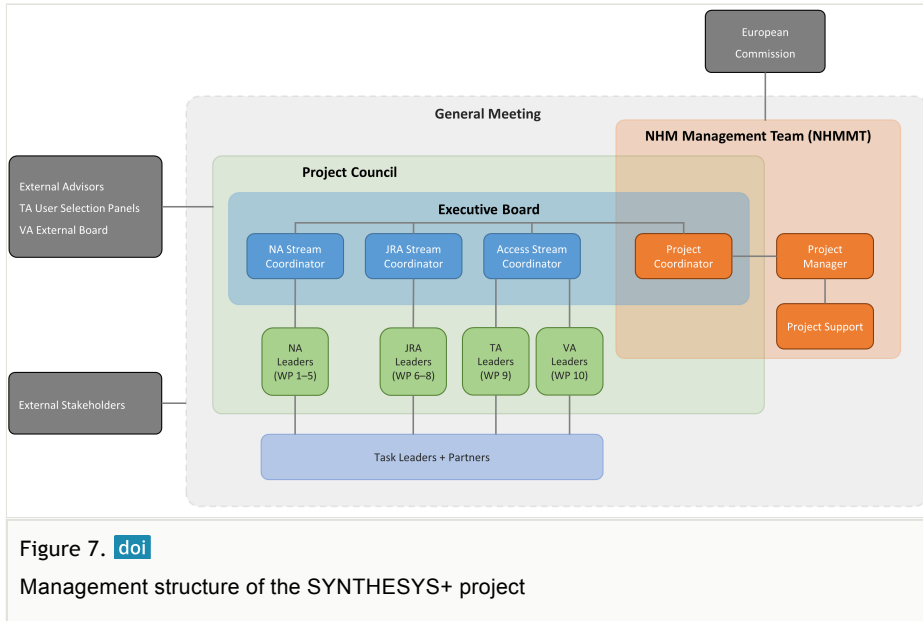 European
Commission
General Meeting
NHM Management Team (NHMMT)
Project Council
External Advisors
TA User Selection Panels
VA External Board
Executive Board
NA Stream
Coordinator
JRA Stream
Coordinator
Access Stream
Coordinator
Project
Coordinator
Project
Manager
Project Support
NA
Leaders
(WP 1–5)
JRA
Leaders
(WP 6–8)
TA
Leaders
(WP 9)
VA
Leaders
(WP 10)
External Stakeholders
Task Leaders + Partners
Figure 7. doi
Management structure of the SYNTHESYS+ project